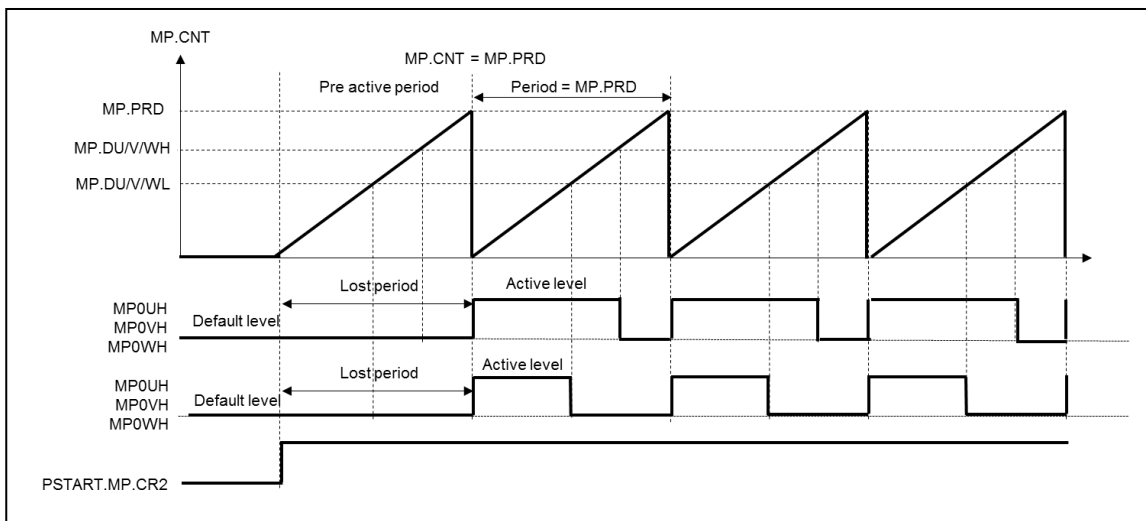 MP.CNT
MP.CNT = MP.PRD
Pre active period
Period = MP.PRD
MP.PRD
MP.DU/V/WH
MP.DU/V/WL
Lost period
Active level
MP0UH
MP0VH
MP0WH
Default level
Lost period
Active level
MP0UH
MP0VH
MP0WH
Default level
PSTART.MP.CR2